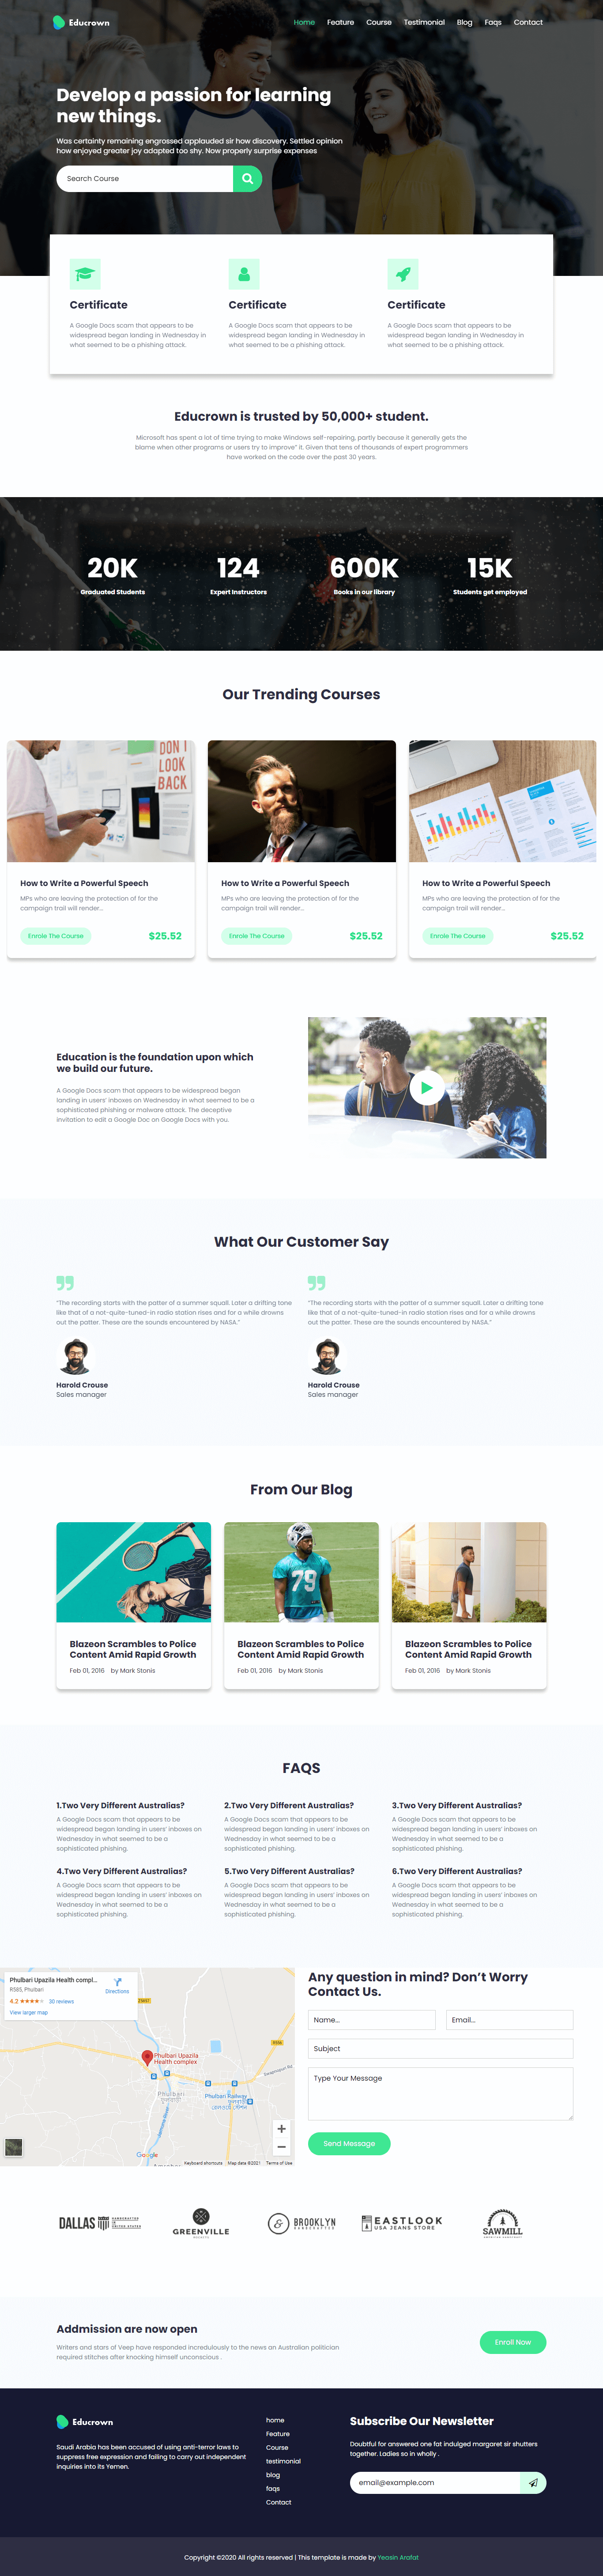 Educrown
Home Feature Course Testimonial Blog Faqs Contact
Develop a passion for learning
new things.
Was certainty remaining engrossed applauded sir how discovery. Settled opinion
how enjoyed greater joy adapted too shy. Now properly surprise expenses
Search Course
Certificate
A Google Docs scam that appears to be
widespread began landing in Wednesday in
what seemed to be a phishing attack.
Certificate
A Google Docs scam that appears to be
widespread began landing in Wednesday in
what seemed to be a phishing attack.
Certificate
A Google Docs scam that appears to be
widespread began landing in Wednesday in
what seemed to be a phishing attack.
Educrown is trusted by 50,000+ student.
Microsoft has spent a lot of time trying to make Windows self-repairing, partly because it generally gets the
blame when other programs or users try to improve" it. Given that tens of thousands of expert programmers
have worked on the code over the past 30 years.
20K
Graduated Students
124
Expert Instructors
600K
Books in our library
15K
Students get employed
Our Trending Courses
DON'T
LOOK
BACK
How to Write a Powerful Speech
MPs who are leaving the protection of for the
campaign trail will render...
Enrole The Course $25.52
How to Write a Powerful Speech
MPs who are leaving the protection of for the
campaign trail will render...
Enrole The Course $25.52
How to Write a Powerful Speech
MPs who are leaving the protection of for the
campaign trail will render...
Enrole The Course $25.52
Education is the foundation upon which
we build our future.
A Google Docs scam that appears to be widespread began
landing in users' inboxes on Wednesday in what seemed to be a
sophisticated phishing or malware attack. The deceptive
invitation to edit a Google Doc an Google Docs with you.
What Our Customer Say
"The recording starts with the patter of a summer squall. Later a drifting tone
like that of a not-quite-tuned-in radio station rises and for a while drowns
out the patter. These are the sounds encountered by NASA."
Harold Crouse
Sales manager
"The recording starts with the patter of a summer squall. Later a drifting tone
like that of a not-quite-tuned-in radio station rises and for a while drowns
out the patter. These are the sounds encountered by NASA."
Harold Crouse
Sales manager
From Our Blog
Blazeon Scrambles to Police
Content Amid Rapid Growth
Feb 01, 2016 by Mark Stonis
79
Blazeon Scrambles to Police
Content Amid Rapid Growth
Feb 01, 2016 by Mark Stonis
Blazeon Scrambles to Police
Content Amid Rapid Growth
Feb 01, 2016 by Mark Stonis
FAQS
1.Two Very Different Australias?
A Google Docs scam that appears to be
widespread began landing in users' inboxes on
Wednesday in what seemed to be a
sophisticated phishing.
2.Two Very Different Australias?
A Google Docs scam that appears to be
widespread began landing in users' inboxes on
Wednesday in what seemed to be a
sophisticated phishing.
3.Two Very Different Australias?
A Google Docs scam that appears to be
widespread began landing in users' inboxes on
Wednesday in what seemed to be a
sophisticated phishing.
4.Two Very Different Australias?
A Google Docs scam that appears to be
widespread began landing in users' inboxes on
Wednesday in what seemed to be a
sophisticated phishing.
5.Two Very Different Australias?
A Google Docs scam that appears to be
widespread began landing in users' inboxes on
Wednesday in what seemed to be a
sophisticated phishing.
6.Two Very Different Australias?
A Google Docs scam that appears to be
widespread began landing in users' inboxes on
Wednesday in what seemed to be a
sophisticated phishing.
Phulbari Upazila Health compl...
R585, Phulbari
4.2 30 reviews
View larger map
Directions
Phulbari Upazila
Health complex
Phulbari
ফুলবাড়ী
Phulbari Railway
Google
Keyboard shortcuts Map data ©2021 Terms of Use
Any question in mind? Don't Worry
Contact Us.
Name...
Email...
Subject
Type Your Message
Send Message
DALLAS HANDCRAFTED IN UNITED STATES
GREENVILLE
BROOKLYN
HANDCRAFTED
EASTLOOK
USA JEANS STORE
SAWMILL
Addmission are now open
Writers and stars of Veep have responded incredulously to the news an Australian politician
required stitches after knocking himself unconscious .
Enroll Now
Educrown
Saudi Arabia has been accused of using anti-terror laws to
suppress free expression and failing to carry out independent
inquiries into its Yemen.
home
Feature
Course
testimonial
blog
faqs
Contact
Subscribe Our Newsletter
Doubtful for answered one fat indulged margaret sir shutters
together. Ladies so in wholly .
email@example.com
Copyright ©2020 All rights reserved | This template is made by Yeasin Arafat